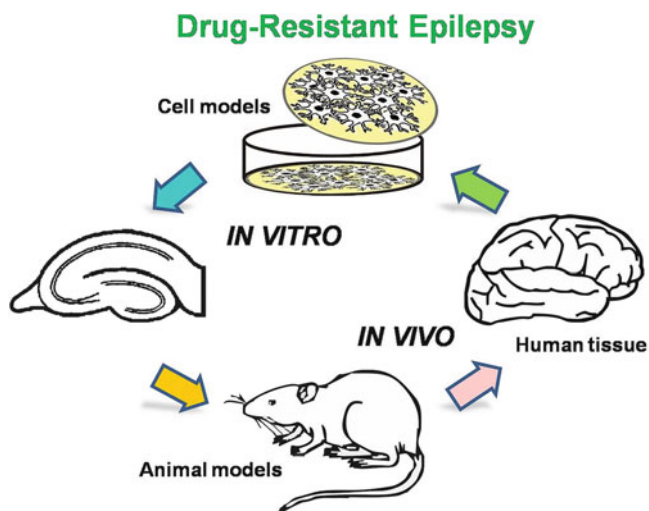 Drug-Resistant Epilepsy
Cell models
IN VITRO
IN VIVO
Human tissue
Animal models